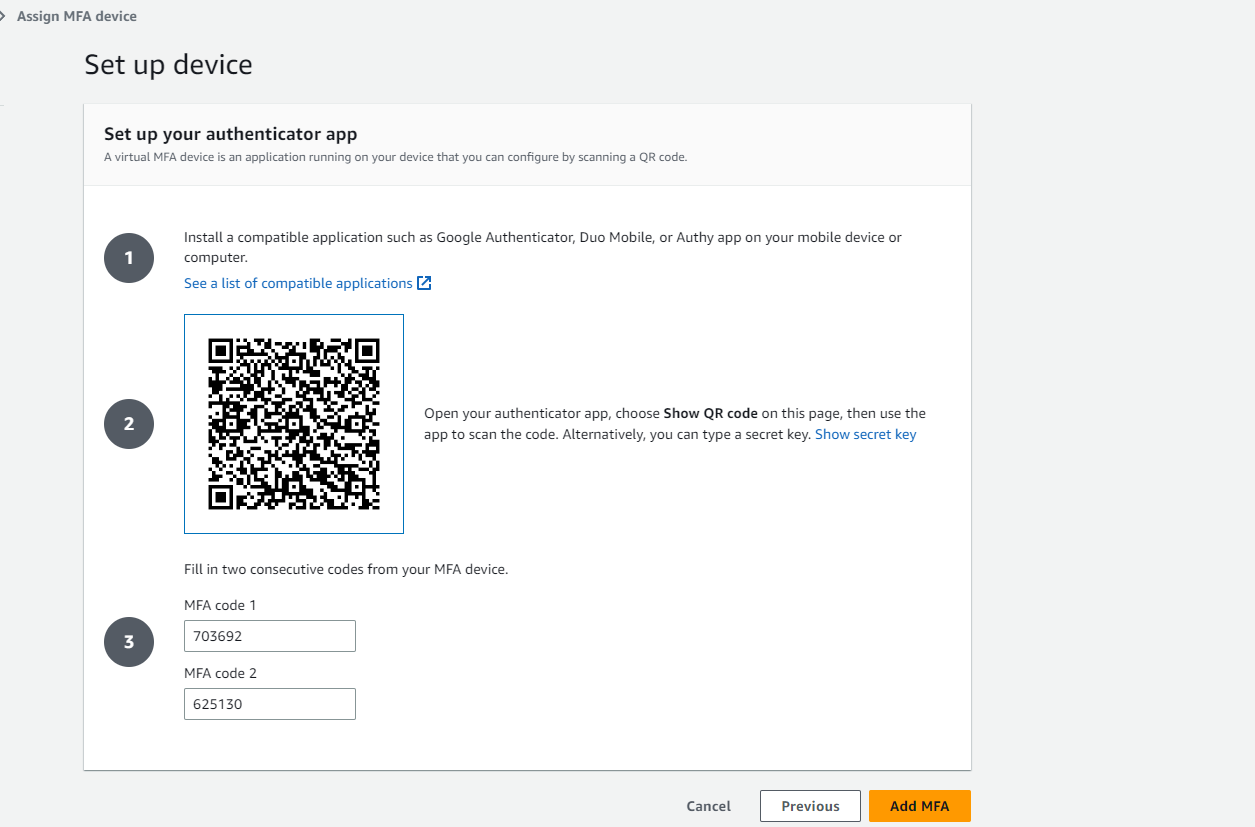 Assign MFA device
Set up device
Set up your authenticator app
A virtual MFA device is an application running on your device that you can configure by scanning a QR code.
1
Install a compatible application such as Google Authenticator, Duo Mobile, or Authy app on your mobile device or
computer.
See a list of compatible applications
2
Open your authenticator app, choose Show QR code on this page, then use the
app to scan the code. Alternatively, you can type a secret key. Show secret key
Fill in two consecutive codes from your MFA device.
MFA code 1
3
703692
MFA code 2
625130
Cancel
Previous
Add MFA